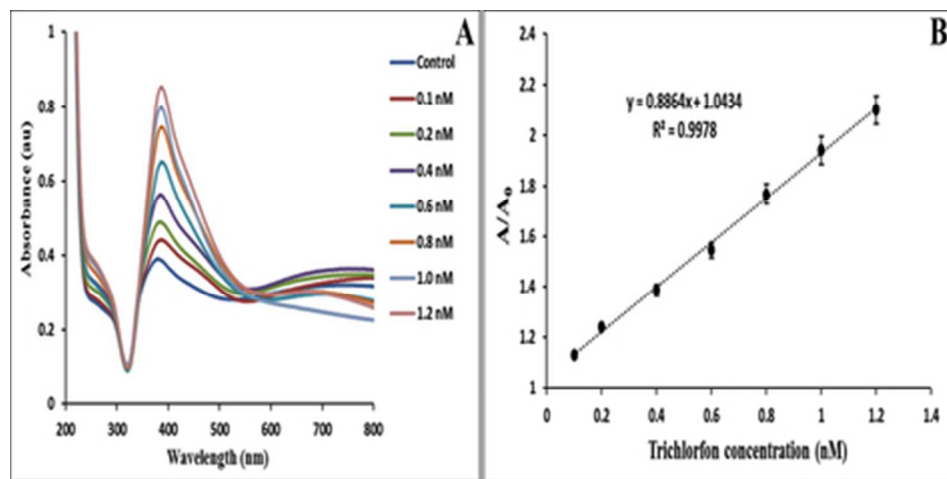 A
1
0.8
0.6
0.4
0.2
0
200 300 400 500 600 700 800
Absorbance (au)
Wavelength (nm)
Control
0.1 nM
0.2 nM
0.4 nM
0.6 nM
0.8 nM
1.0 nM
1.2 nM
B
2.4
2.2
2
1.8
1.6
1.4
1.2
1
0 0.2 0.4 0.6 0.8 1 1.2 1.4
A/A₀
Trichlorfon concentration (nM)
y = 0.8864x + 1.0434
R² = 0.9978